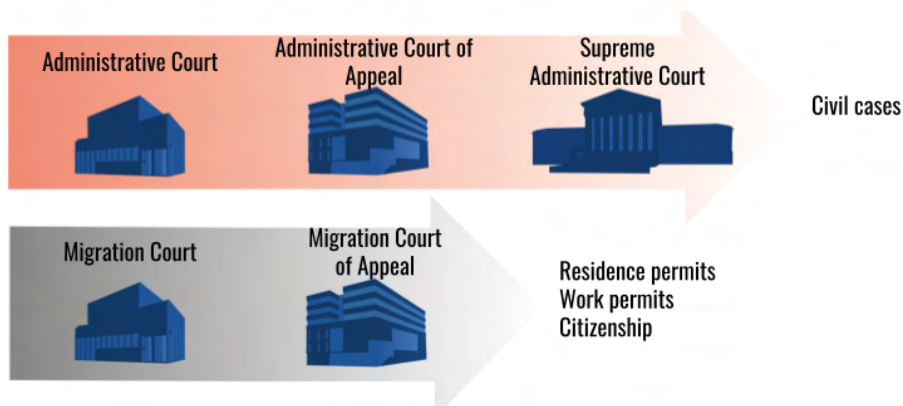 Administrative Court
Administrative Court of
Appeal
Supreme
Administrative Court
Civil cases
Migration Court
Migration Court
of Appeal
Residence permits
Work permits
Citizenship